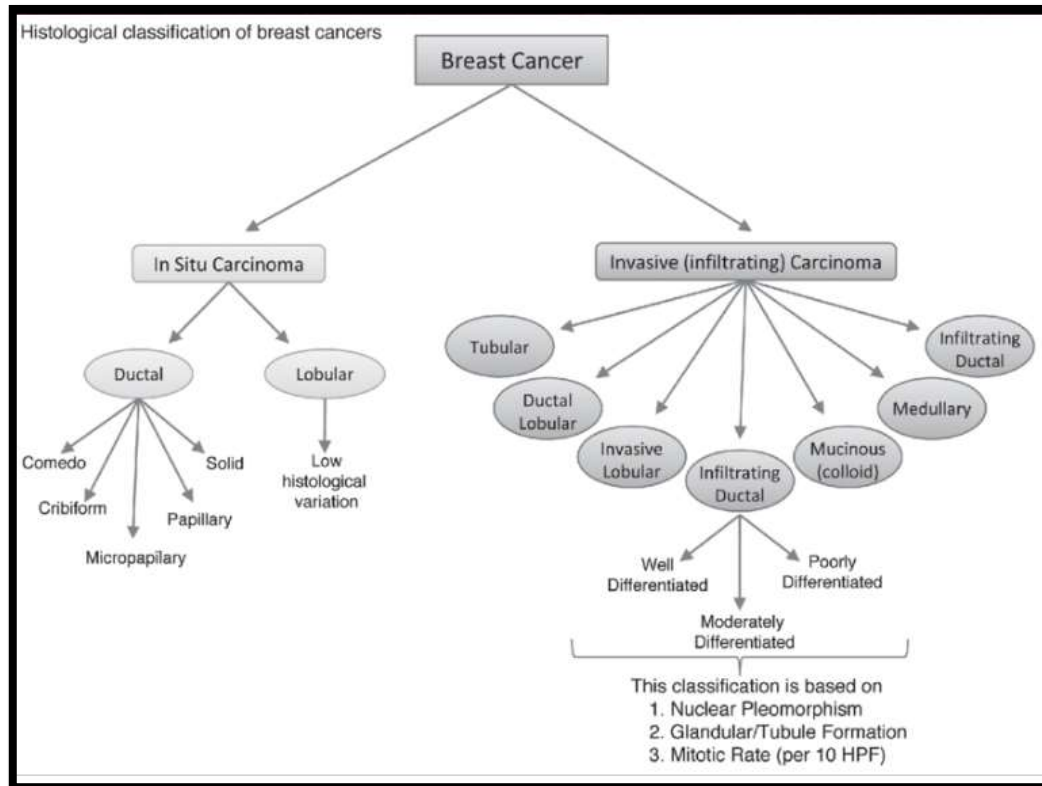 Histological classification of breast cancers
Breast Cancer
In Situ Carcinoma
Invasive (infiltrating) Carcinoma
Ductal
Lobular
Comedo
Cribiform
Micropapilary
Papillary
Solid
Low
histological
variation
Tubular
Ductal
Lobular
Invasive
Lobular
Infiltrating
Ductal
Mucinous
(colloid)
Medullary
Infiltrating
Ductal
Well
Differentiated
Moderately
Differentiated
Poorly
Differentiated
This classification is based on
1. Nuclear Pleomorphism
2. Glandular/Tubule Formation
3. Mitotic Rate (per 10 HPF)